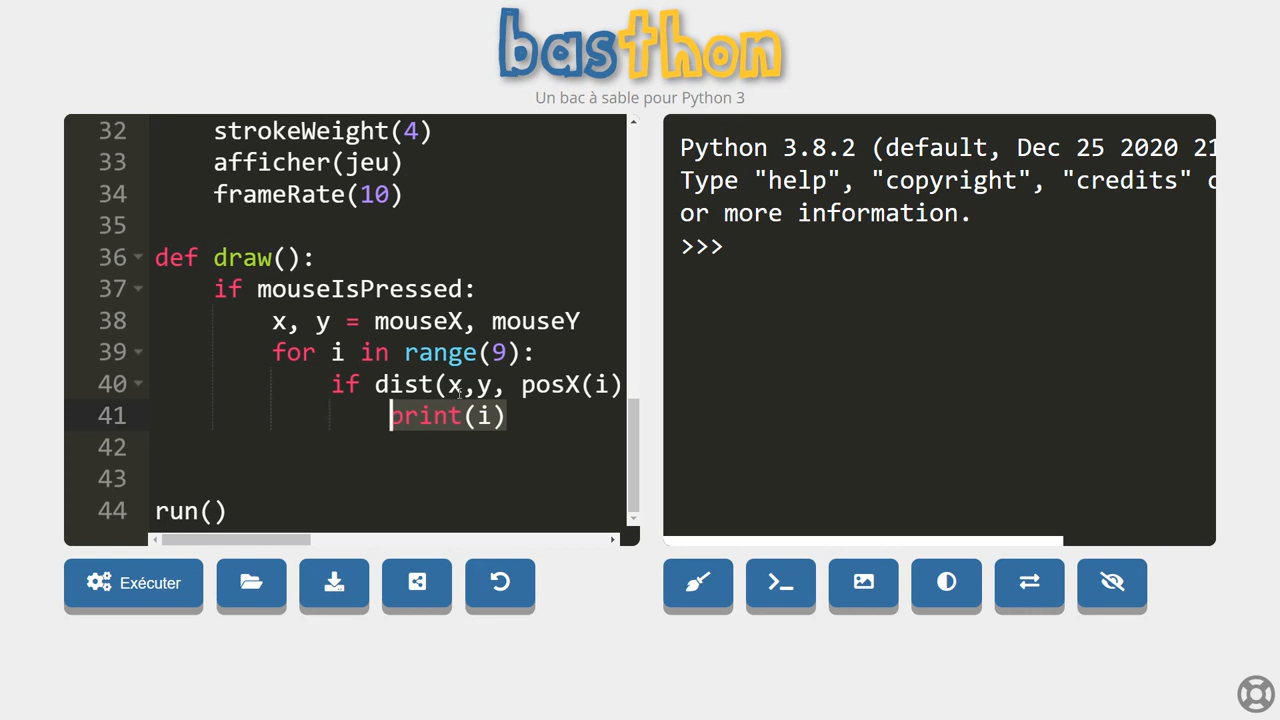 basthon
Un bac à sable pour Python 3
32 strokeWeight(4)
33 afficher(jeu)
34 frameRate(10)
35
36 def draw():
37 if mouseIsPressed:
38 x, y = mouseX, mouseY
39 for i in range(9):
40 if dist(x,y, posX(i)
41 print(i)
42
43
44 run()
Python 3.8.2 (default, Dec 25 2020 21
Type "help", "copyright", "credits" o
or more information.
>>>
Exécuter